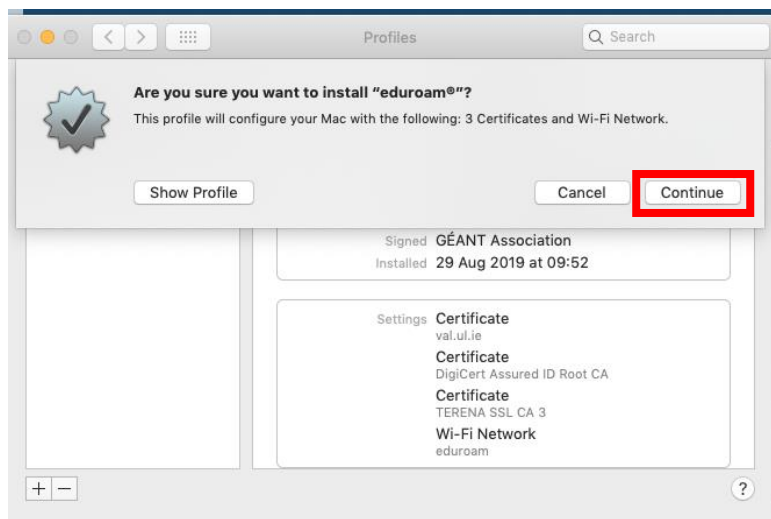 Profiles
Search
Are you sure you want to install “eduroam®”?
This profile will configure your Mac with the following: 3 Certificates and Wi-Fi Network.
Show Profile
Cancel
Continue
Signed GÉANT Association
Installed 29 Aug 2019 at 09:52
Settings Certificate
val.ul.ie
Certificate
DigiCert Assured ID Root CA
Certificate
TERENA SSL CA 3
Wi-Fi Network
eduroam
+ −
?